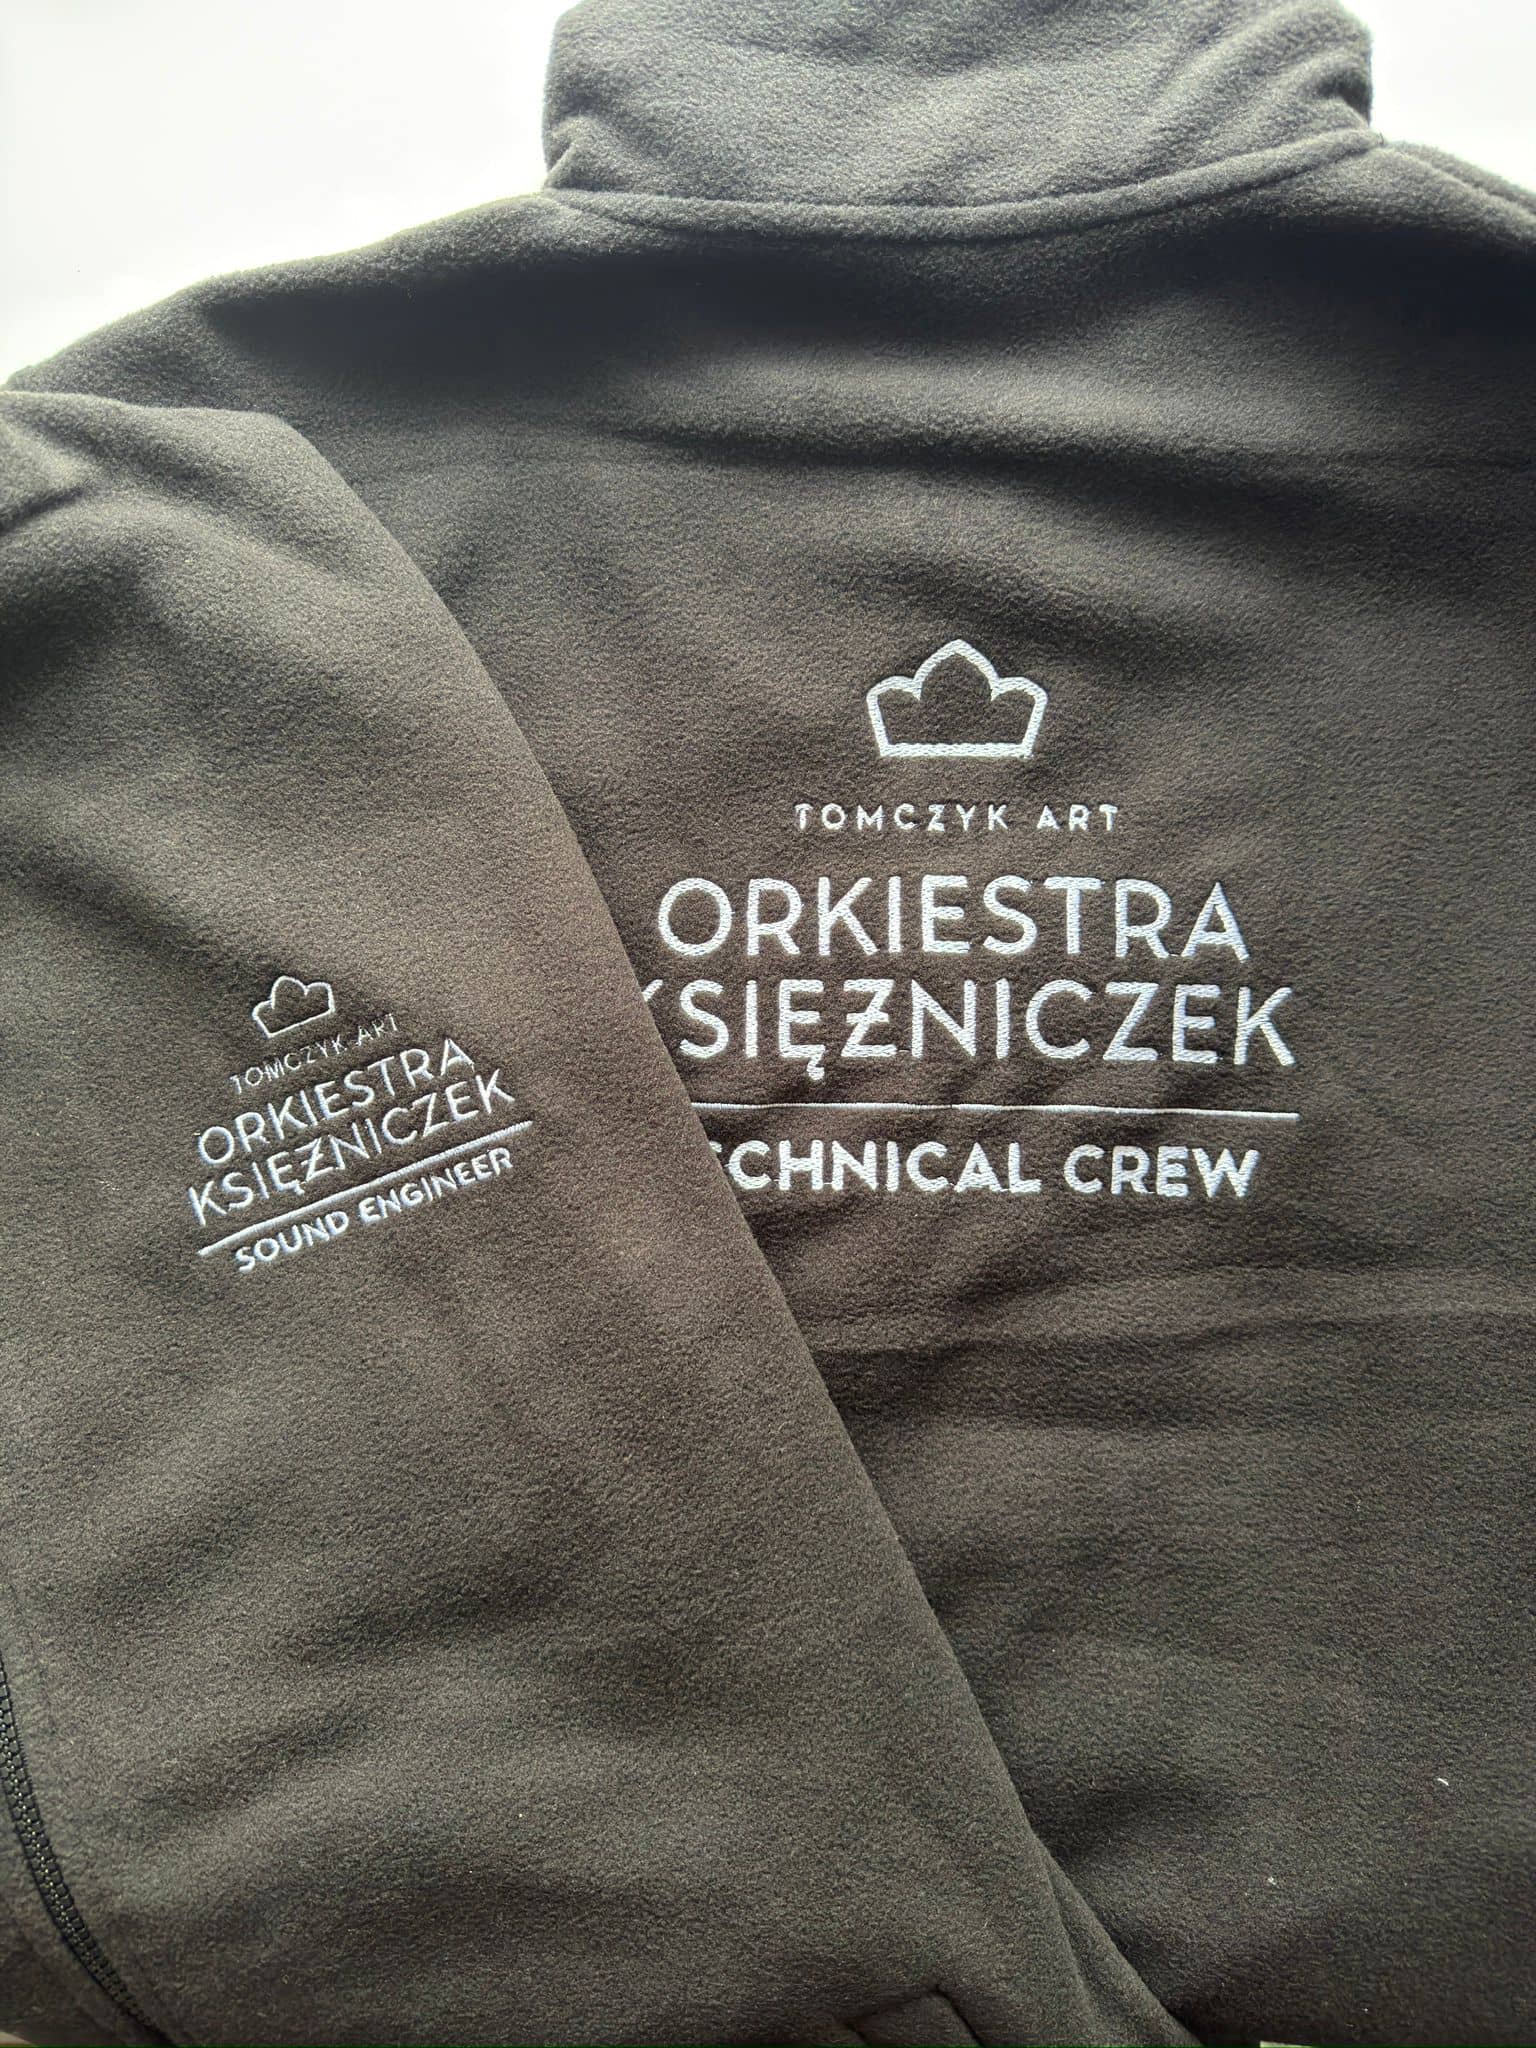 TOMCZYK ART
ORKIESTRA
KSIĘŻNICZEK
TECHNICAL CREW
TOMCZYK ART
ORKIESTRA
KSIĘŻNICZEK
SOUND ENGINEER